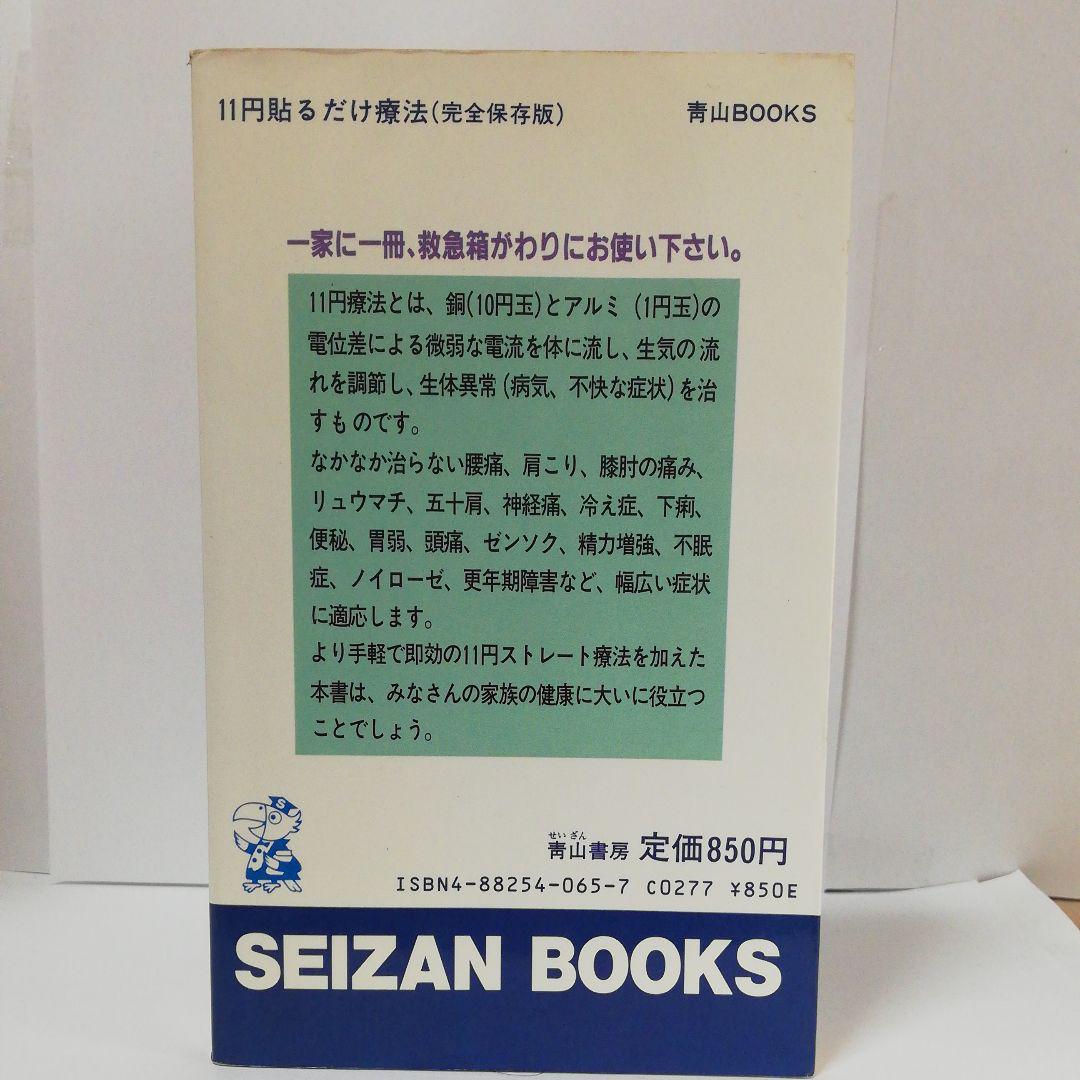 11円貼るだけ療法(完全保存版)
青山BOOKS
一家に一冊、救急箱がわりにお使い下さい。
11円療法とは、銅(10円玉)とアルミ(1円玉)の
電位差による微弱な電流を体に流し、生気の流
れを調節し、生体異常(病気、不快な症状)を治
すものです。
なかなか治らない腰痛、肩こり、膝肘の痛み、
リュウマチ、五十肩、神経痛、冷え症、下痢、
便秘、胃弱、頭痛、ゼンソク、精力増強、不眠
症、ノイローゼ、更年期障害など、幅広い症状
に適応します。
より手軽で即効の11円ストレート療法を加えた
本書は、みなさんの家族の健康に大いに役立つ
ことでしょう。
S
せいざん
青山書房 定価850円
ISBN4-88254-065-7 C0277 ¥850E
SEIZAN BOOKS